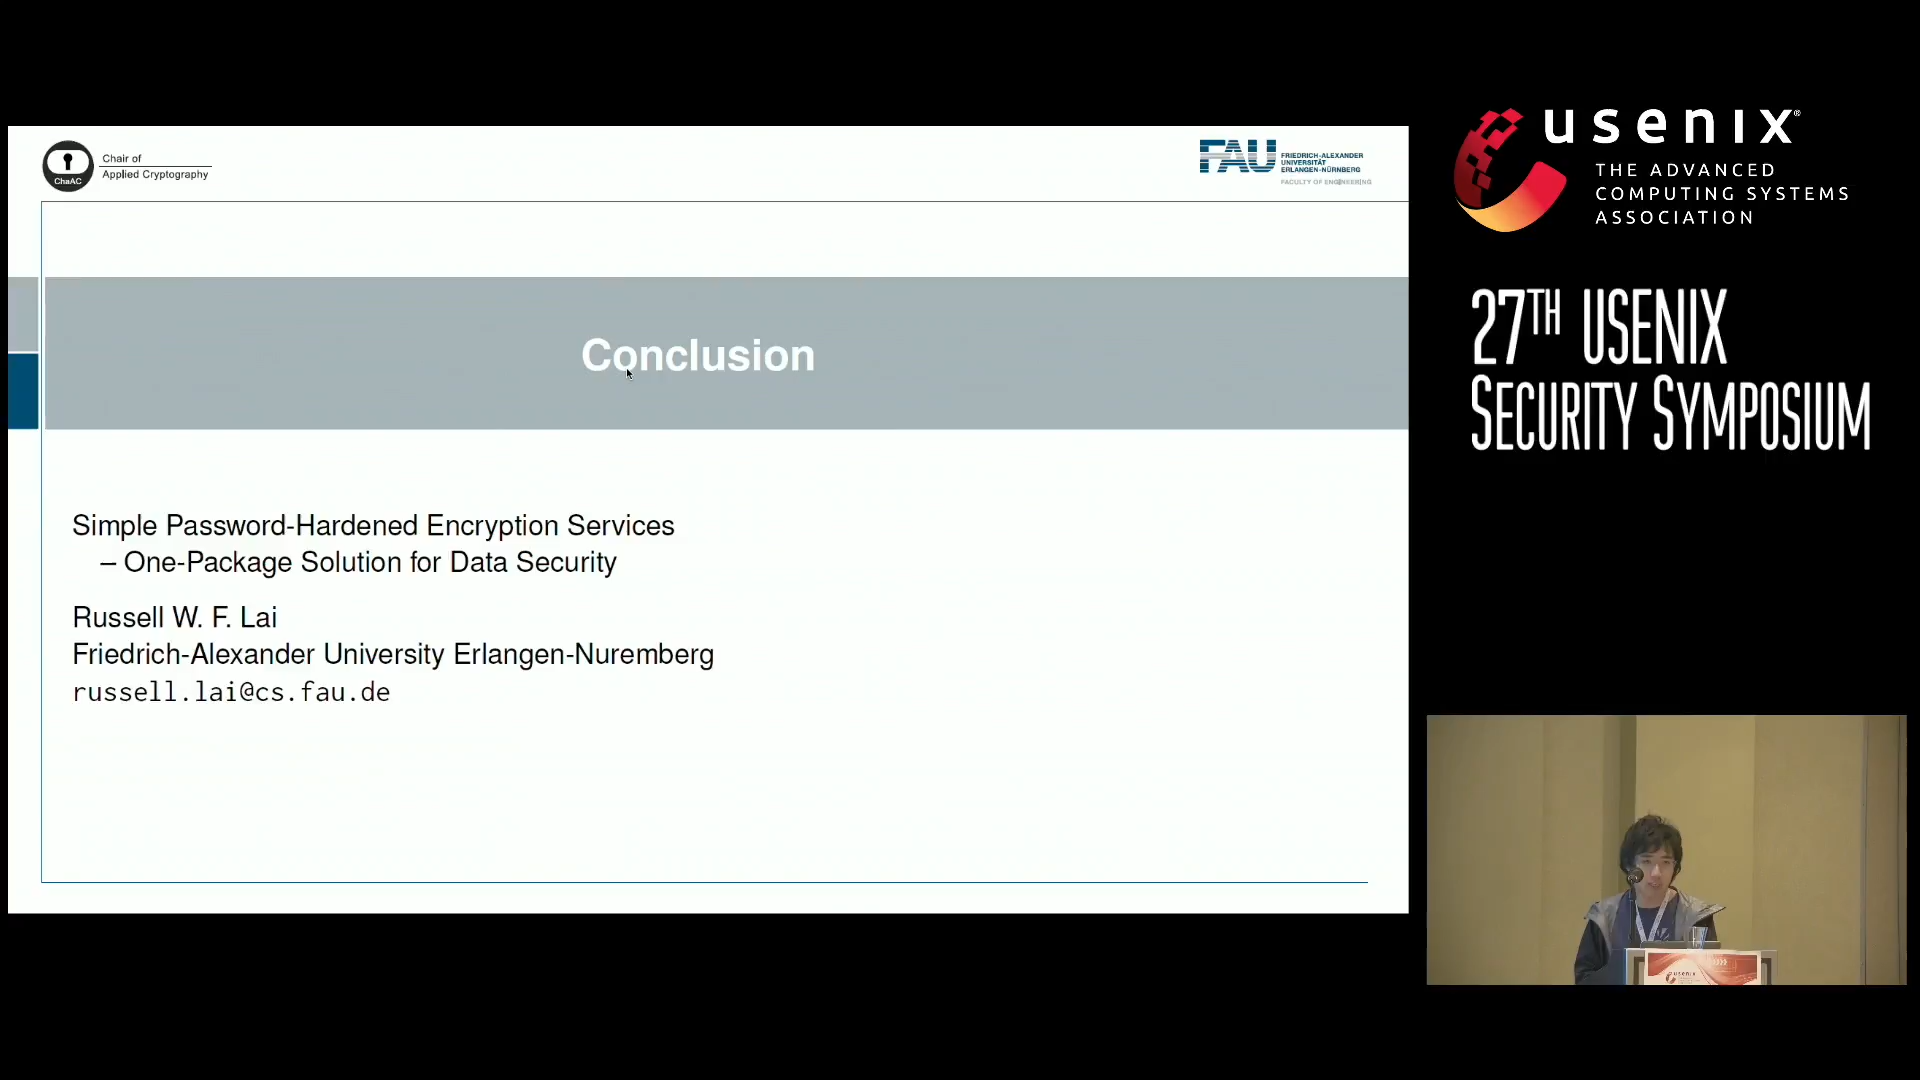 ChaAC
Chair of
Applied Cryptography
FAU
FRIEDRICH-ALEXANDER
UNIVERSITÄT
ERLANGEN-NÜRNBERG
FACULTY OF ENGINEERING
Conclusion
Simple Password-Hardened Encryption Services
– One-Package Solution for Data Security
Russell W. F. Lai
Friedrich-Alexander University Erlangen-Nuremberg
russell.lai@cs.fau.de
usenix®
THE ADVANCED
COMPUTING SYSTEMS
ASSOCIATION
27TH USENIX
SECURITY SYMPOSIUM
usenix